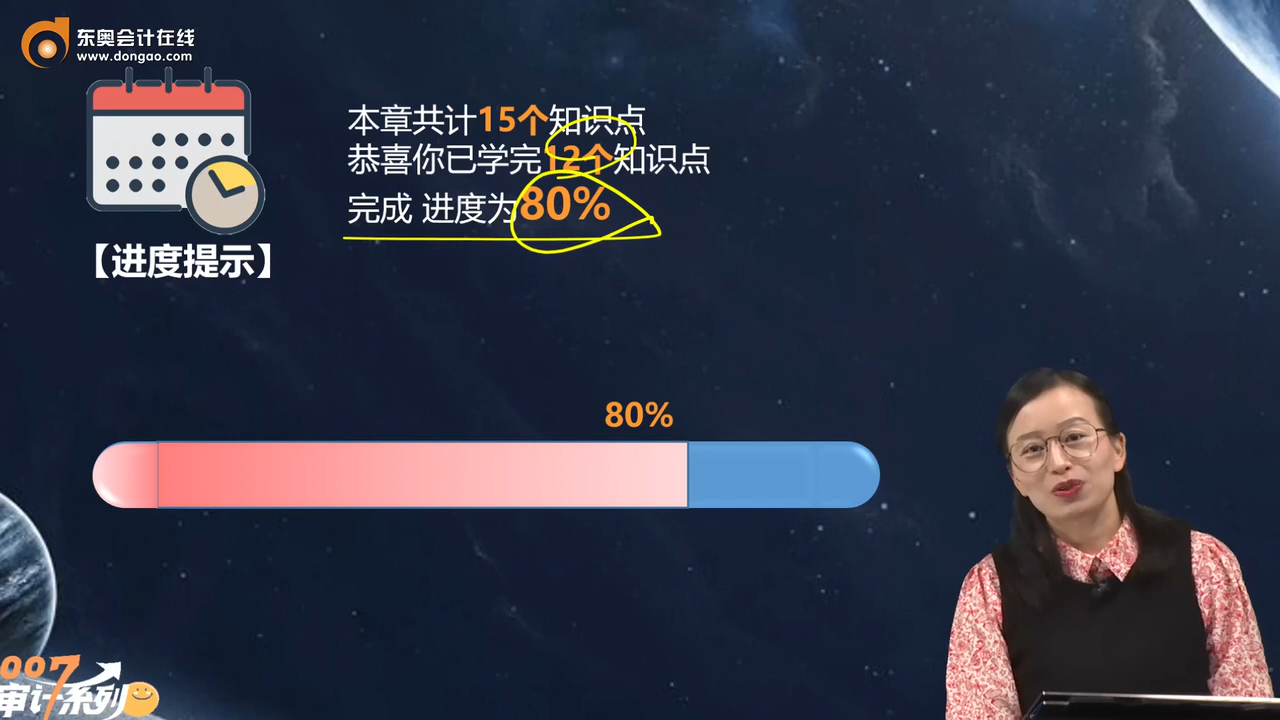 东奥会计在线
www.dongao.com
本章共计15个知识点
恭喜你已学完12个知识点
完成 进度为80%
【进度提示】
80%
007
审计系列